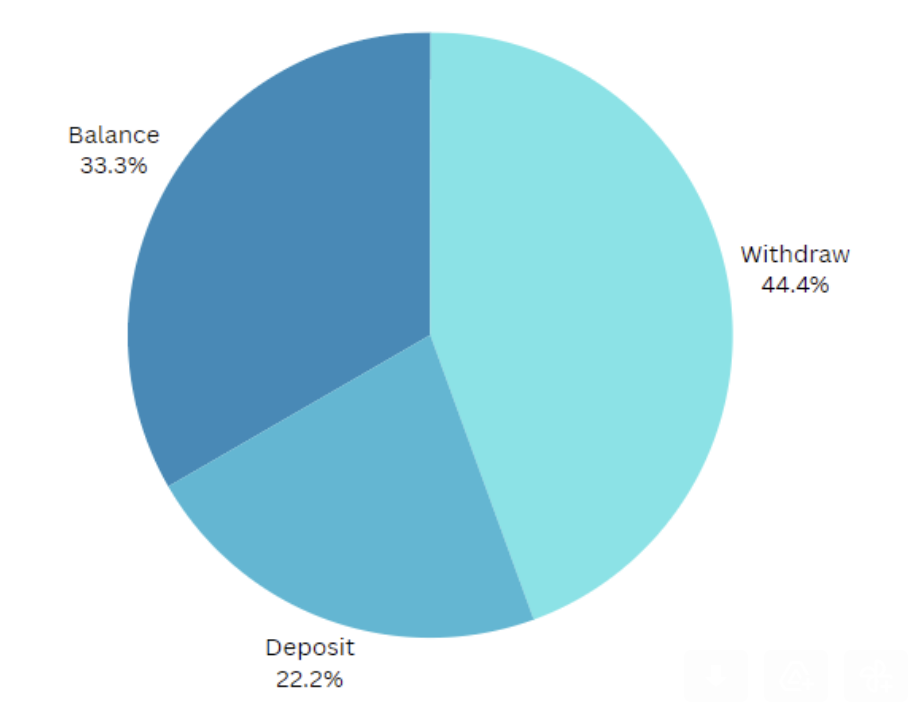 Balance
33.3%
Withdraw
44.4%
Deposit
22.2%